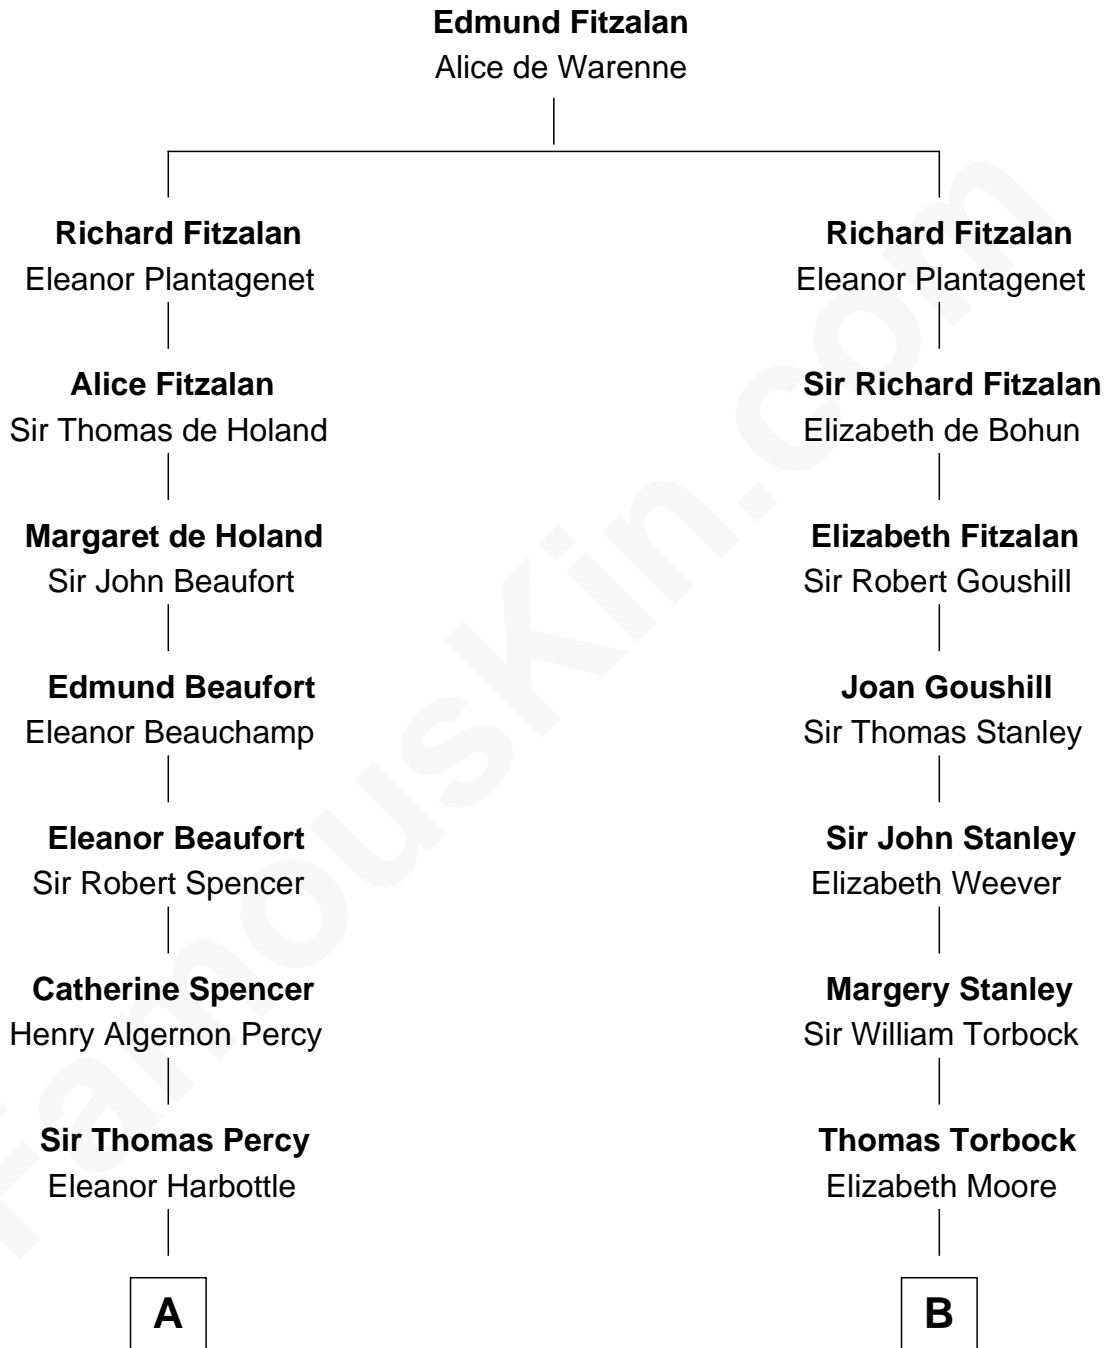 Edmund Fitzalan
Alice de Warenne
Richard Fitzalan
Eleanor Plantagenet
Richard Fitzalan
Eleanor Plantagenet
Alice Fitzalan
Sir Thomas de Holand
Sir Richard Fitzalan
Elizabeth de Bohun
Margaret de Holand
Sir John Beaufort
Elizabeth Fitzalan
Sir Robert Goushill
Edmund Beaufort
Eleanor Beauchamp
Joan Goushill
Sir Thomas Stanley
Eleanor Beaufort
Sir Robert Spencer
Sir John Stanley
Elizabeth Weever
Catherine Spencer
Henry Algernon Percy
Margery Stanley
Sir William Torbock
Sir Thomas Percy
Eleanor Harbottle
Thomas Torbock
Elizabeth Moore
A
B
FamousKin.com